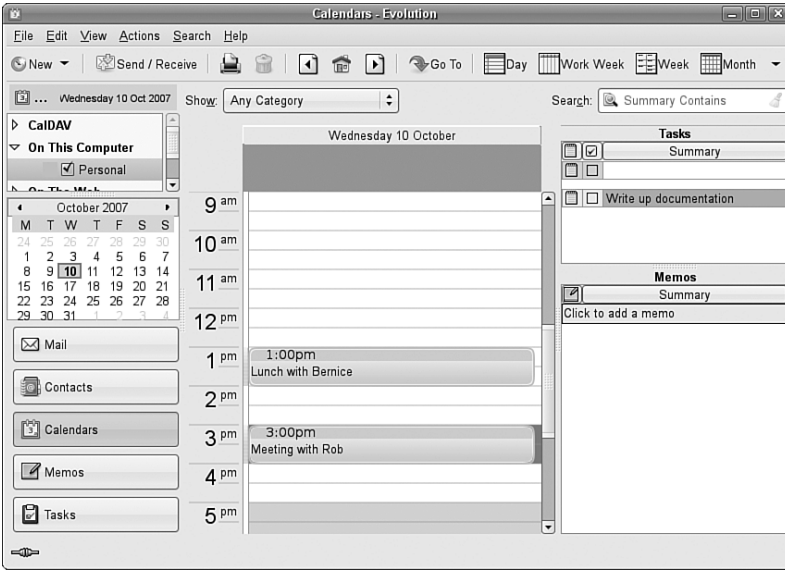 Calendars - Evolution
File Edit View Actions Search Help
New Send / Receive Go To Day Work Week Week Month
... Wednesday 10 Oct 2007 Show: Any Category Search: Summary Contains
CalDAV
On This Computer
Personal
On The Web
October 2007
M T W T F S S
24 25 26 27 28 29 30
1 2 3 4 5 6 7
8 9 10 11 12 13 14
15 16 17 18 19 20 21
22 23 24 25 26 27 28
29 30 31 1 2 3 4
Mail
Contacts
Calendars
Memos
Tasks
Wednesday 10 October
9 am
10 am
11 am
12 pm
1 pm
1:00pm
Lunch with Bernice
2 pm
3 pm
3:00pm
Meeting with Rob
4 pm
5 pm
Tasks
Summary
Write up documentation
Memos
Summary
Click to add a memo